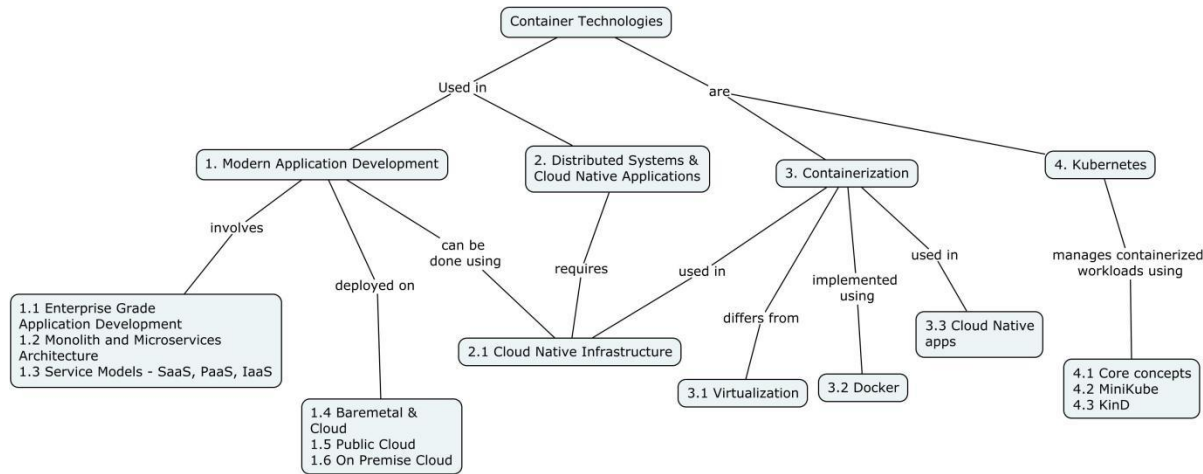 Container Technologies
Used in
are
1. Modern Application Development
2. Distributed Systems &
Cloud Native Applications
3. Containerization
4. Kubernetes
involves
can be
done using
requires
used in
implemented
using
used in
manages containerized
workloads using
deployed on
differs from
1.1 Enterprise Grade
Application Development
1.2 Monolith and Microservices
Architecture
1.3 Service Models - SaaS, PaaS, IaaS
2.1 Cloud Native Infrastructure
3.3 Cloud Native
apps
3.1 Virtualization
3.2 Docker
4.1 Core concepts
4.2 MiniKube
4.3 KinD
1.4 Baremetal &
Cloud
1.5 Public Cloud
1.6 On Premise Cloud